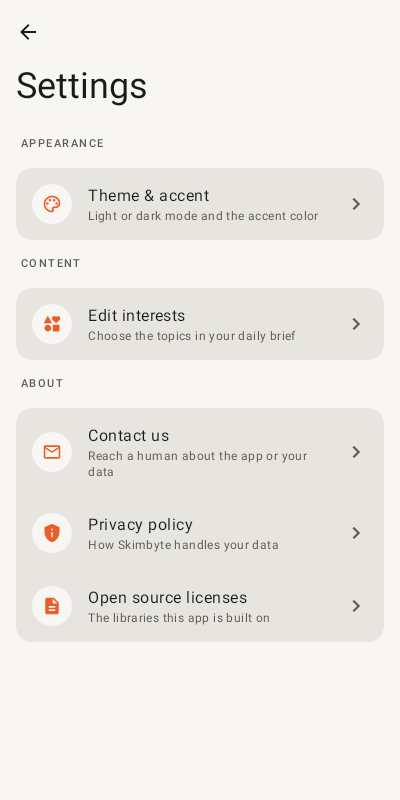 Settings
APPEARANCE
Theme & accent
Light or dark mode and the accent color
CONTENT
Edit interests
Choose the topics in your daily brief
ABOUT
Contact us
Reach a human about the app or your
data
Privacy policy
How Skimbyte handles your data
Open source licenses
The libraries this app is built on